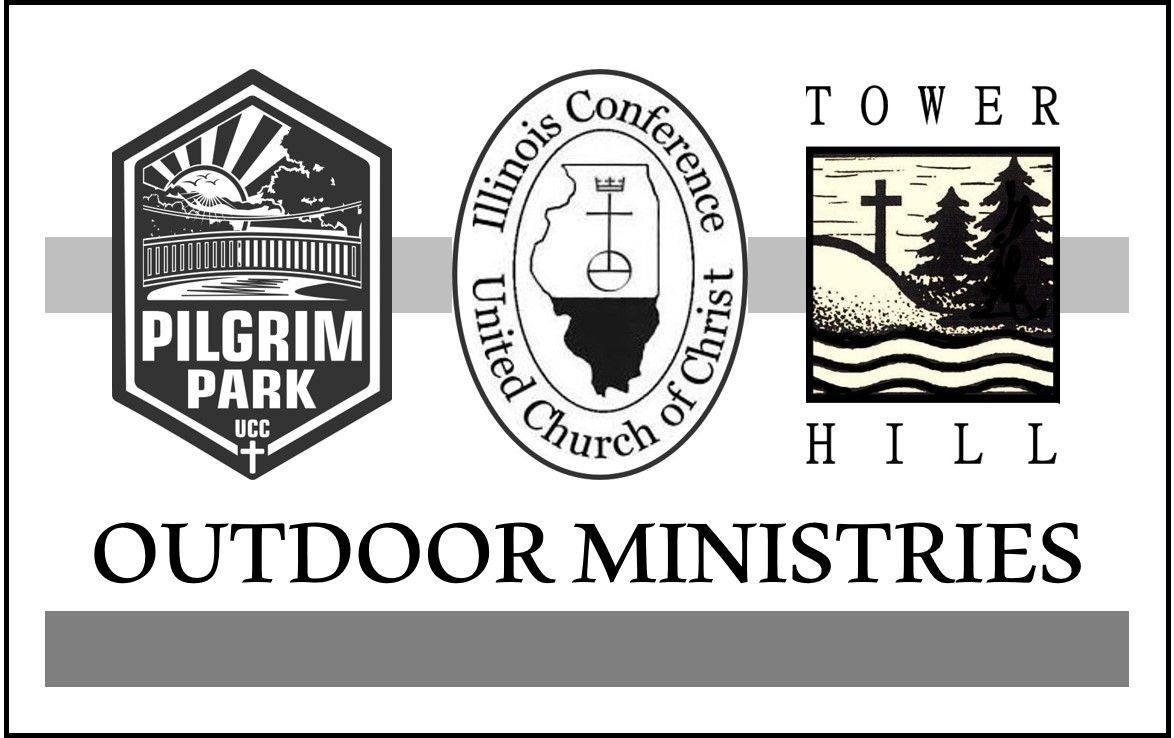 PILGRIM
PARK
UCC
Illinois Conference
United Church of Christ
TOWER
HILL
OUTDOOR MINISTRIES